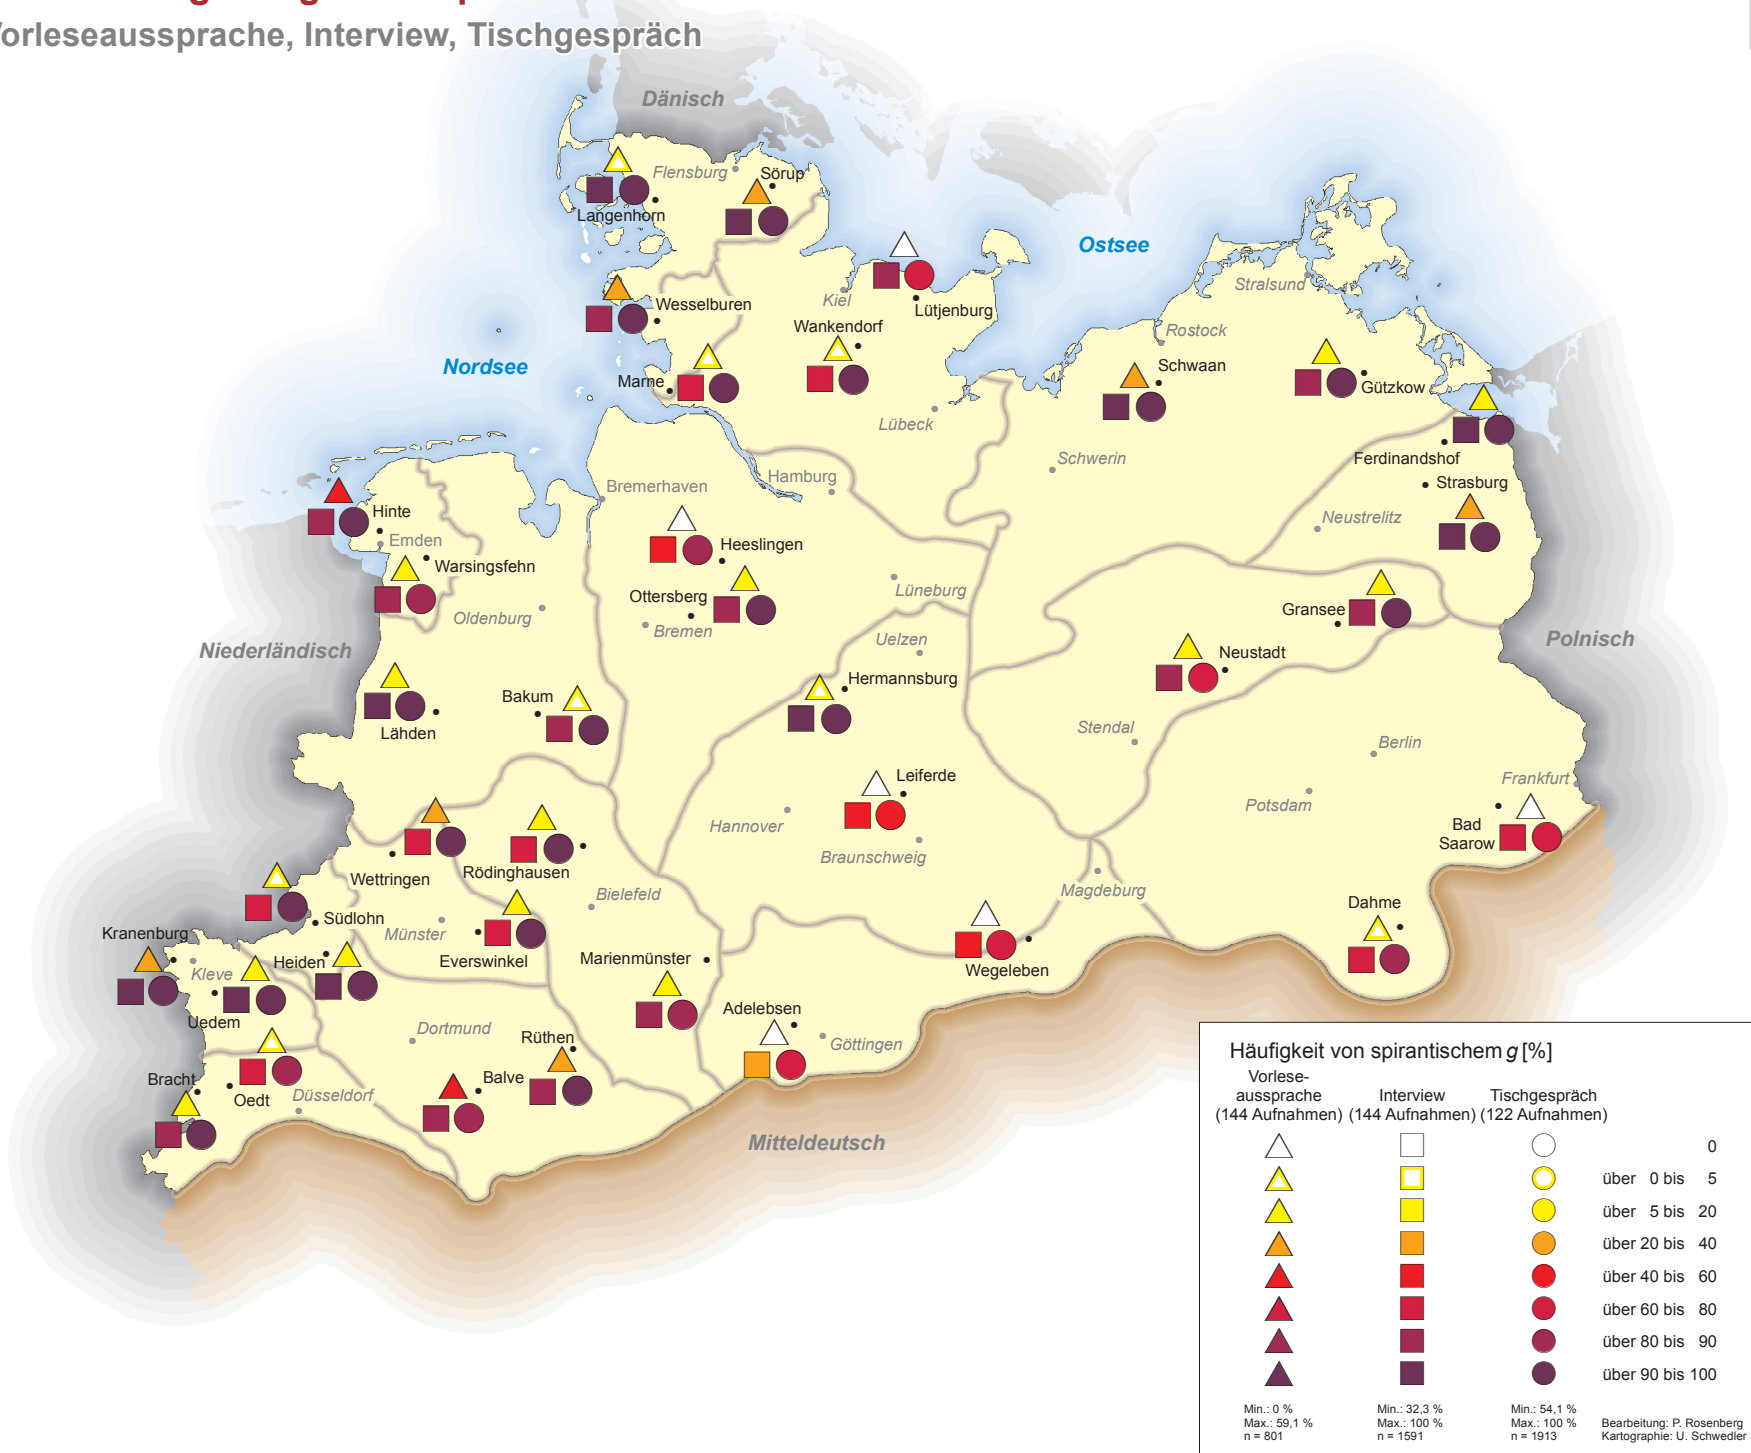 Vorleseaussprache, Interview, Tischgespräch
Dänisch
Flensburg
Sörup
Langenhorn
Ostsee
Stralsund
Kiel
Lütjenburg
Wesselburen
Wankendorf
Rostock
Nordsee
Schwaan
Marne
Gützkow
Lübeck
Schwerin
Ferdinandshof
Hamburg
Bremerhaven
Strasburg
Hinte
Neustrelitz
Emden
Heeslingen
Warsingsfehn
Lüneburg
Ottersberg
Gransee
Oldenburg
Bremen
Uelzen
Polnisch
Niederländisch
Neustadt
Hermannsburg
Bakum
Stendal
Lähden
Berlin
Leiferde
Frankfurt
Potsdam
Hannover
Bad
Saarow
Braunschweig
Rödinghausen
Wettringen
Magdeburg
Bielefeld
Dahme
Südlohn
Kranenburg
Münster
Marienmünster
Everswinkel
Heiden
Kleve
Wegeleben
Adelebsen
Uedem
Dortmund
Rüthen
Göttingen
Bracht
Balve
Düsseldorf
Oedt
Mitteldeutsch
Häufigkeit von spirantischem g [%]
Vorlese-
aussprache Interview Tischgespräch
(144 Aufnahmen) (144 Aufnahmen) (122 Aufnahmen)
0
über 0 bis 5
über 5 bis 20
über 20 bis 40
über 40 bis 60
über 60 bis 80
über 80 bis 90
über 90 bis 100
Min.: 0 % Min.: 32,3 % Min.: 54,1 %
Max.: 59,1 % Max.: 100 % Max.: 100 % Bearbeitung: P. Rosenberg
n = 801 n = 1591 n = 1913 Kartographie: U. Schwedler